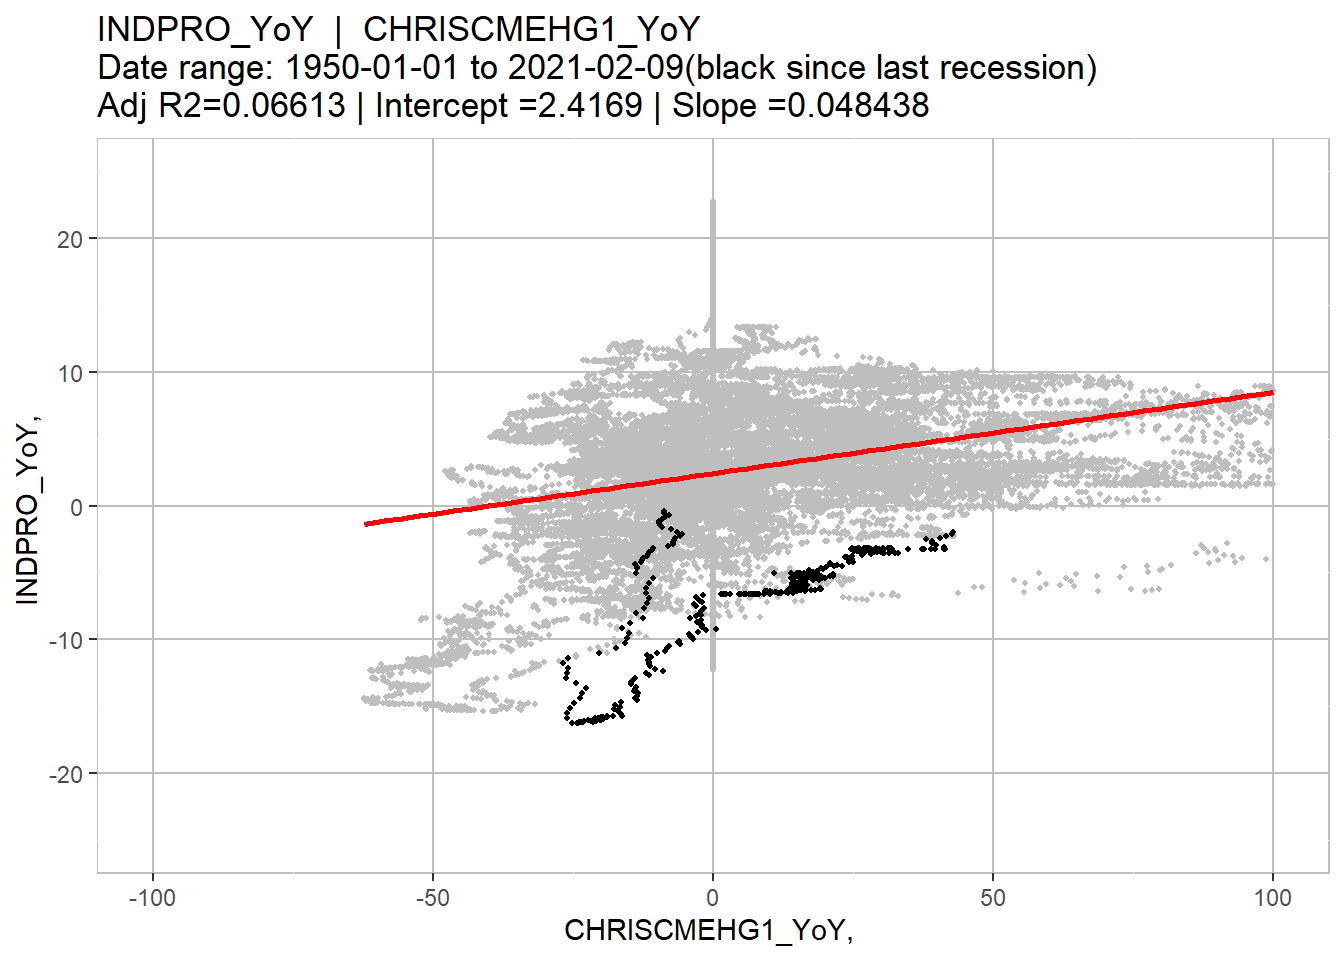 INDPRO_YoY | CHRISCMEHG1_YoY
Date range: 1950-01-01 to 2021-02-09(black since last recession)
Adj R2=0.06613 | Intercept =2.4169 | Slope =0.048438
INDPRO_YoY,
20
10
0
-10
-20
-100
-50
0
50
100
CHRISCMEHG1_YoY,